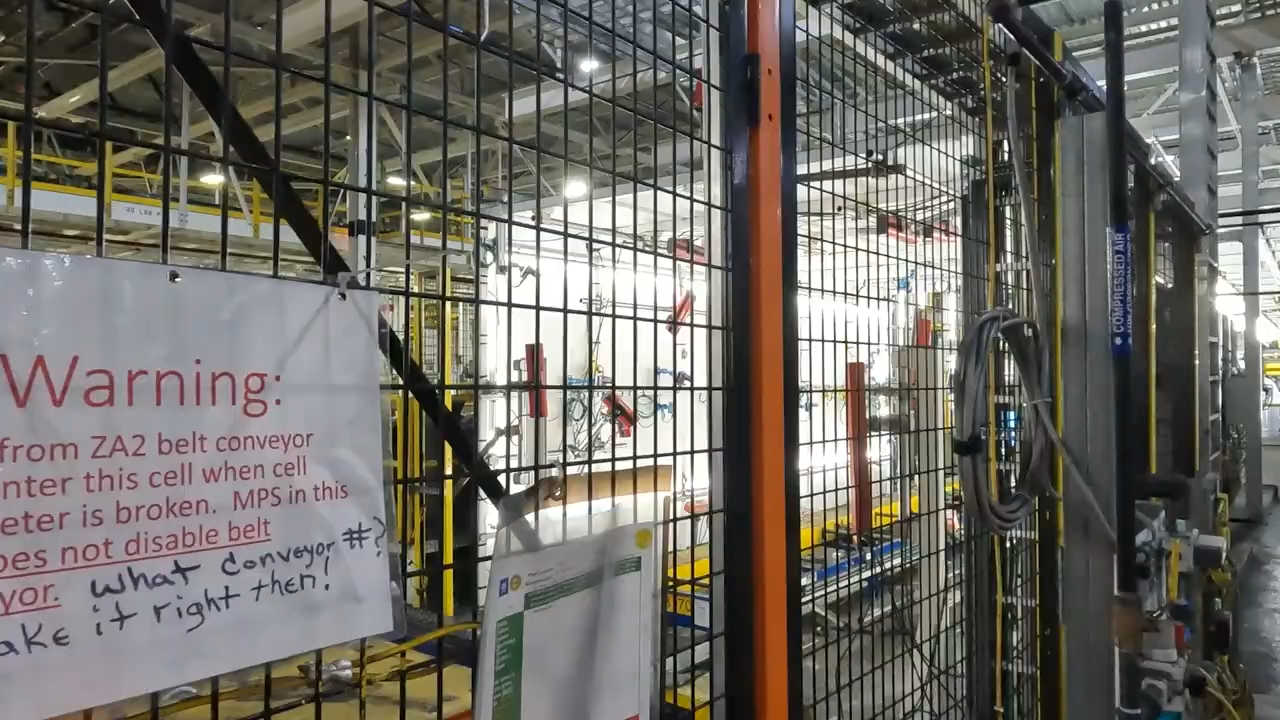 Warning:
from ZA2 belt conveyor
nter this cell when cell
eter is broken. MPS in this
oes not disable belt
yor. What Conveyor #?
ake it right then!
COMPRESSED AIR